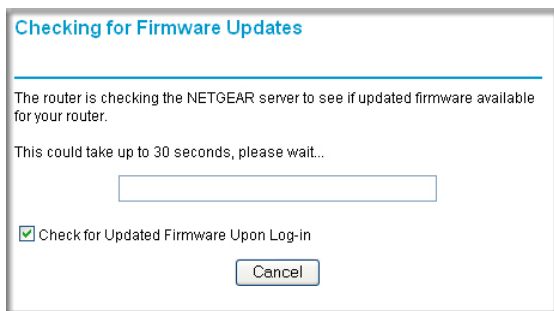 Checking for Firmware Updates
The router is checking the NETGEAR server to see if updated firmware available
for your router.
This could take up to 30 seconds, please wait...
Check for Updated Firmware Upon Log-in
Cancel